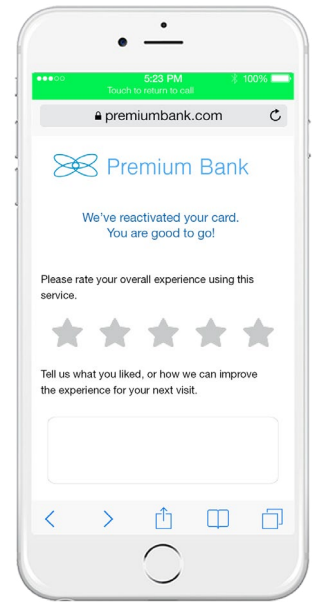 5:23 PM 100%
Touch to return to call
premiumbank.com
Premium Bank
We've reactivated your card.
You are good to go!
Please rate your overall experience using this
service.
Tell us what you liked, or how we can improve
the experience for your next visit.